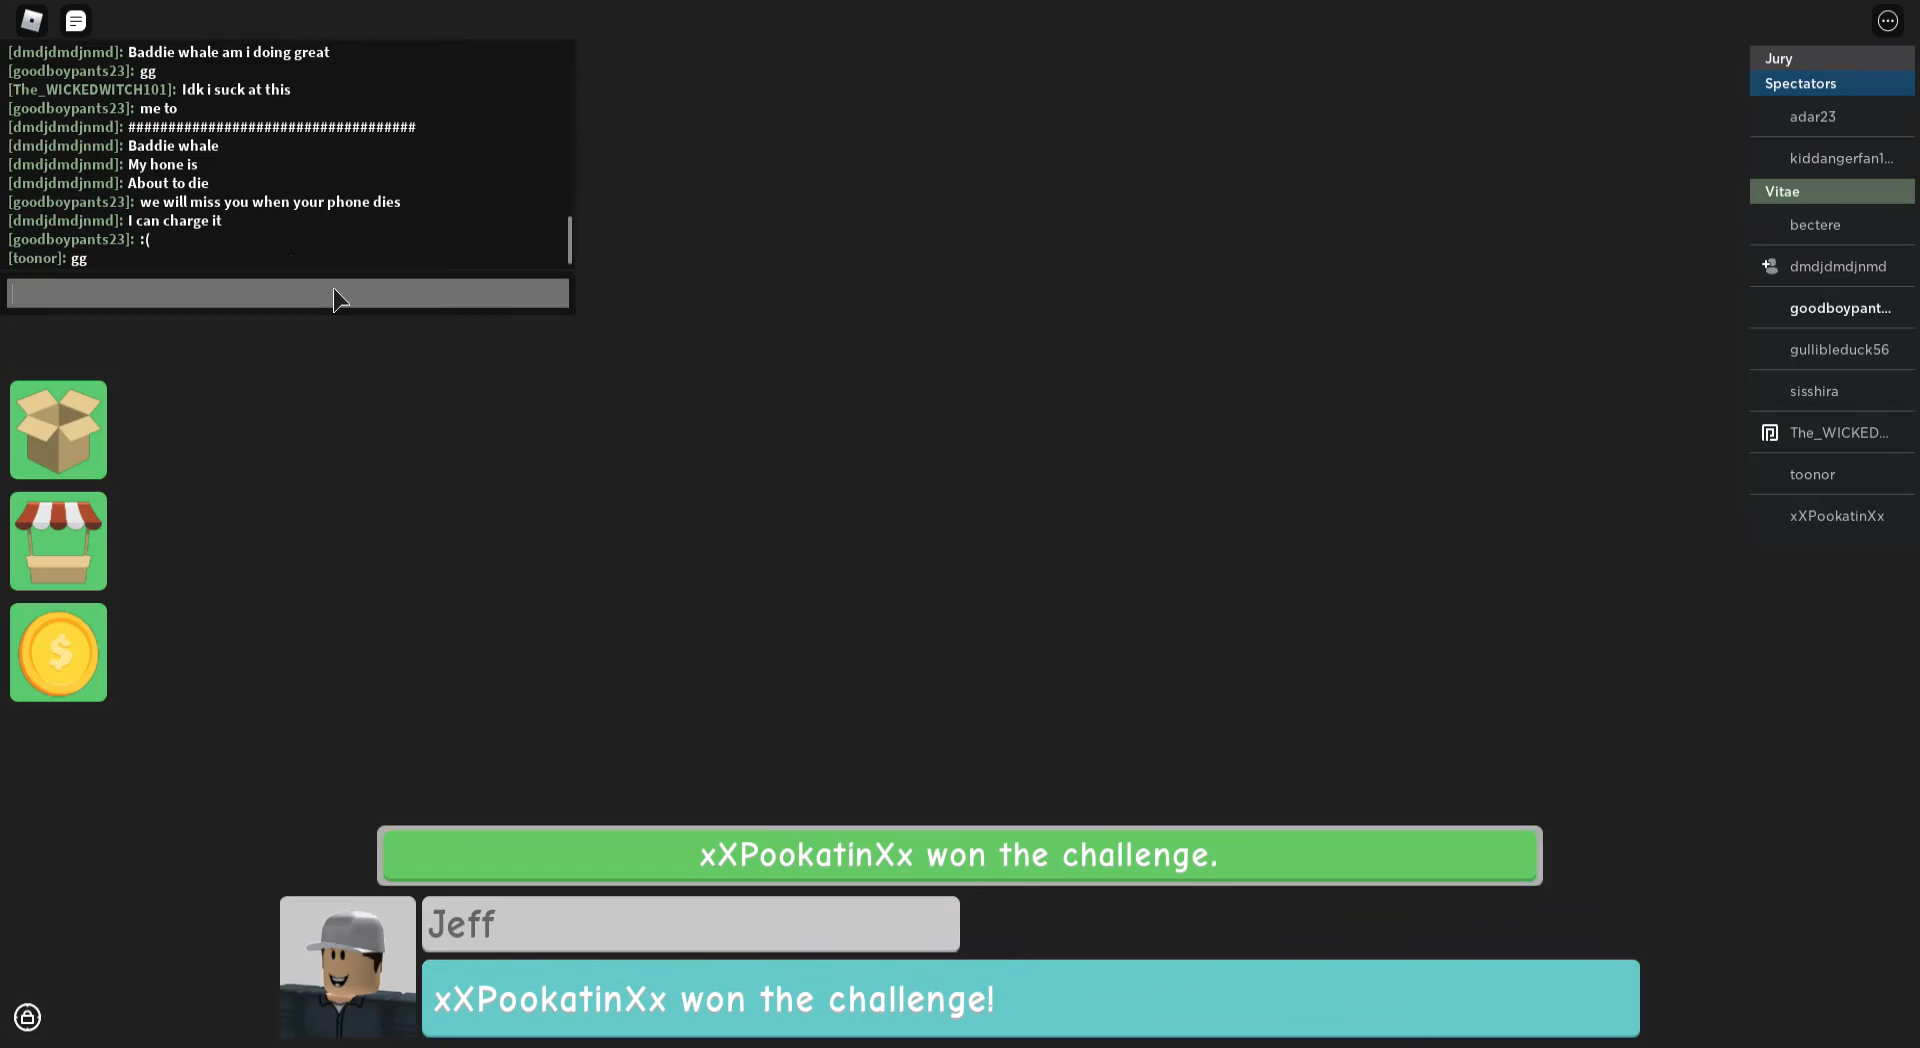 [dmdjdmdjnmd]: Baddie whale am i doing great
[goodboypants23]: gg
[The_WICKEDWITCH101]: Idk i suck at this
[goodboypants23]: me to
[dmdjdmdjnmd]: ####################################
[dmdjdmdjnmd]: Baddie whale
[dmdjdmdjnmd]: My hone is
[dmdjdmdjnmd]: About to die
[goodboypants23]: we will miss you when your phone dies
[dmdjdmdjnmd]: I can charge it
[goodboypants23]: :(
[toonor]: gg
Jury
Spectators
adar23
kiddangerfan1...
Vitae
bectere
dmdjdmdjnmd
goodboypant...
gullibleduck56
sisshira
The_WICKED...
toonor
xXPookatinXx
$
xXPookatinXx won the challenge.
Jeff
xXPookatinXx won the challenge!